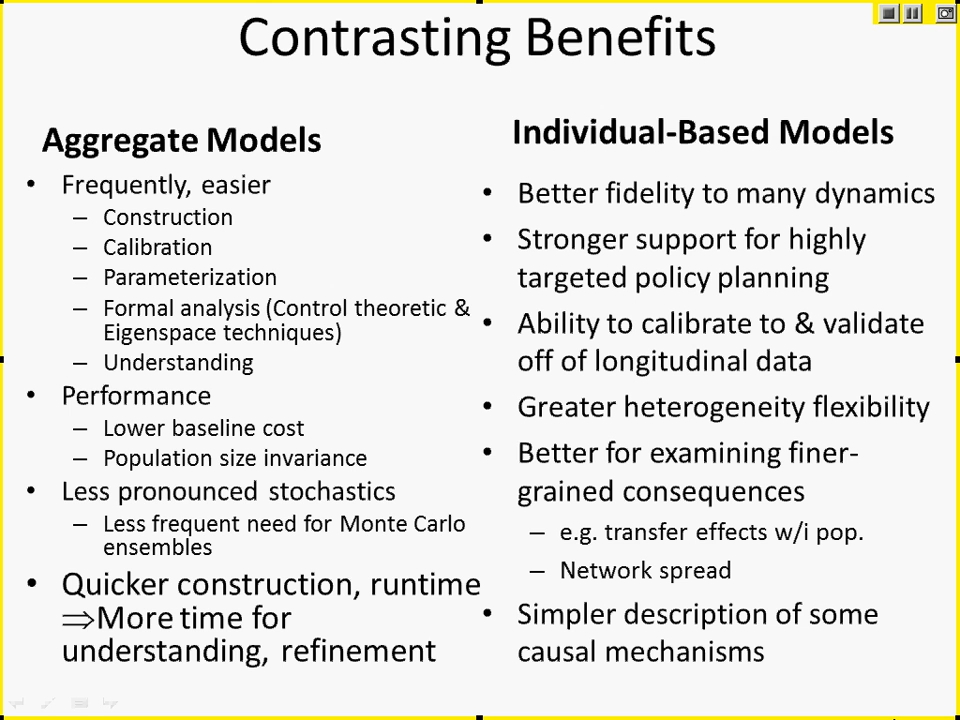 Contrasting Benefits
Aggregate Models
• Frequently, easier
– Construction
– Calibration
– Parameterization
– Formal analysis (Control theoretic &
Eigenspace techniques)
– Understanding
• Performance
– Lower baseline cost
– Population size invariance
• Less pronounced stochastics
– Less frequent need for Monte Carlo
ensembles
• Quicker construction, runtime
⇒More time for
understanding, refinement
Individual-Based Models
• Better fidelity to many dynamics
• Stronger support for highly
targeted policy planning
• Ability to calibrate to & validate
off of longitudinal data
• Greater heterogeneity flexibility
• Better for examining finer-
grained consequences
– e.g. transfer effects w/i pop.
– Network spread
• Simpler description of some
causal mechanisms